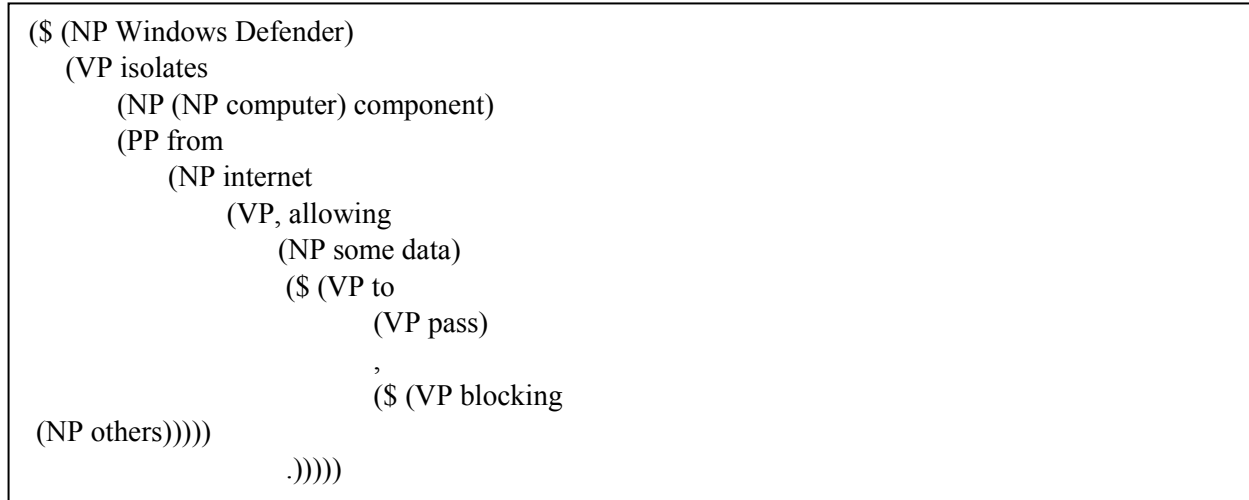 ($ (NP Windows Defender)
(VP isolates
(NP (NP computer) component)
(PP from
(NP internet
(VP, allowing
(NP some data)
($ (VP to
(VP pass)
,
($ (VP blocking
(NP others)))))
.)))))